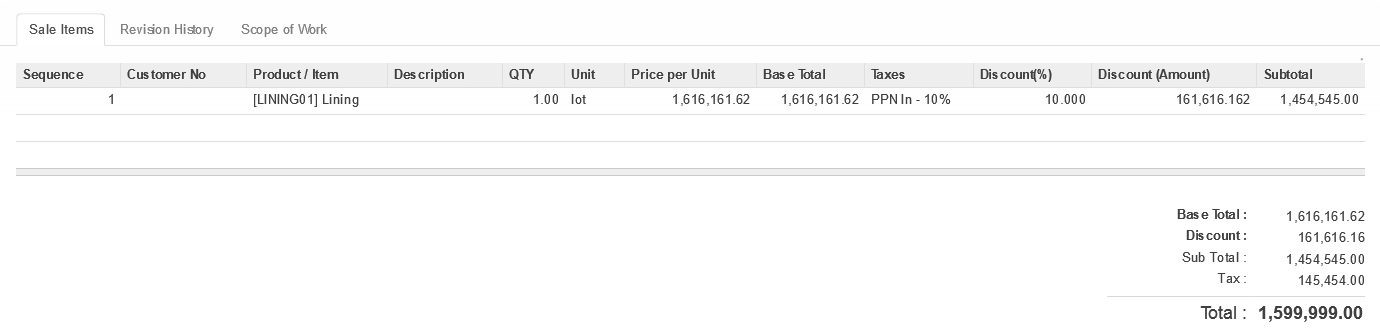 Sale Items Revision History Scope of Work
Sequence Customer No Product / Item Description QTY Unit Price per Unit Base Total Taxes Discount(%) Discount (Amount) Subtotal
1 [LINING01] Lining 1.00 lot 1,616,161.62 1,616,161.62 PPN In - 10% 10.000 161,616.162 1,454,545.00
Base Total : 1,616,161.62
Discount : 161,616.16
Sub Total : 1,454,545.00
Tax : 145,454.00
Total : 1,599,999.00